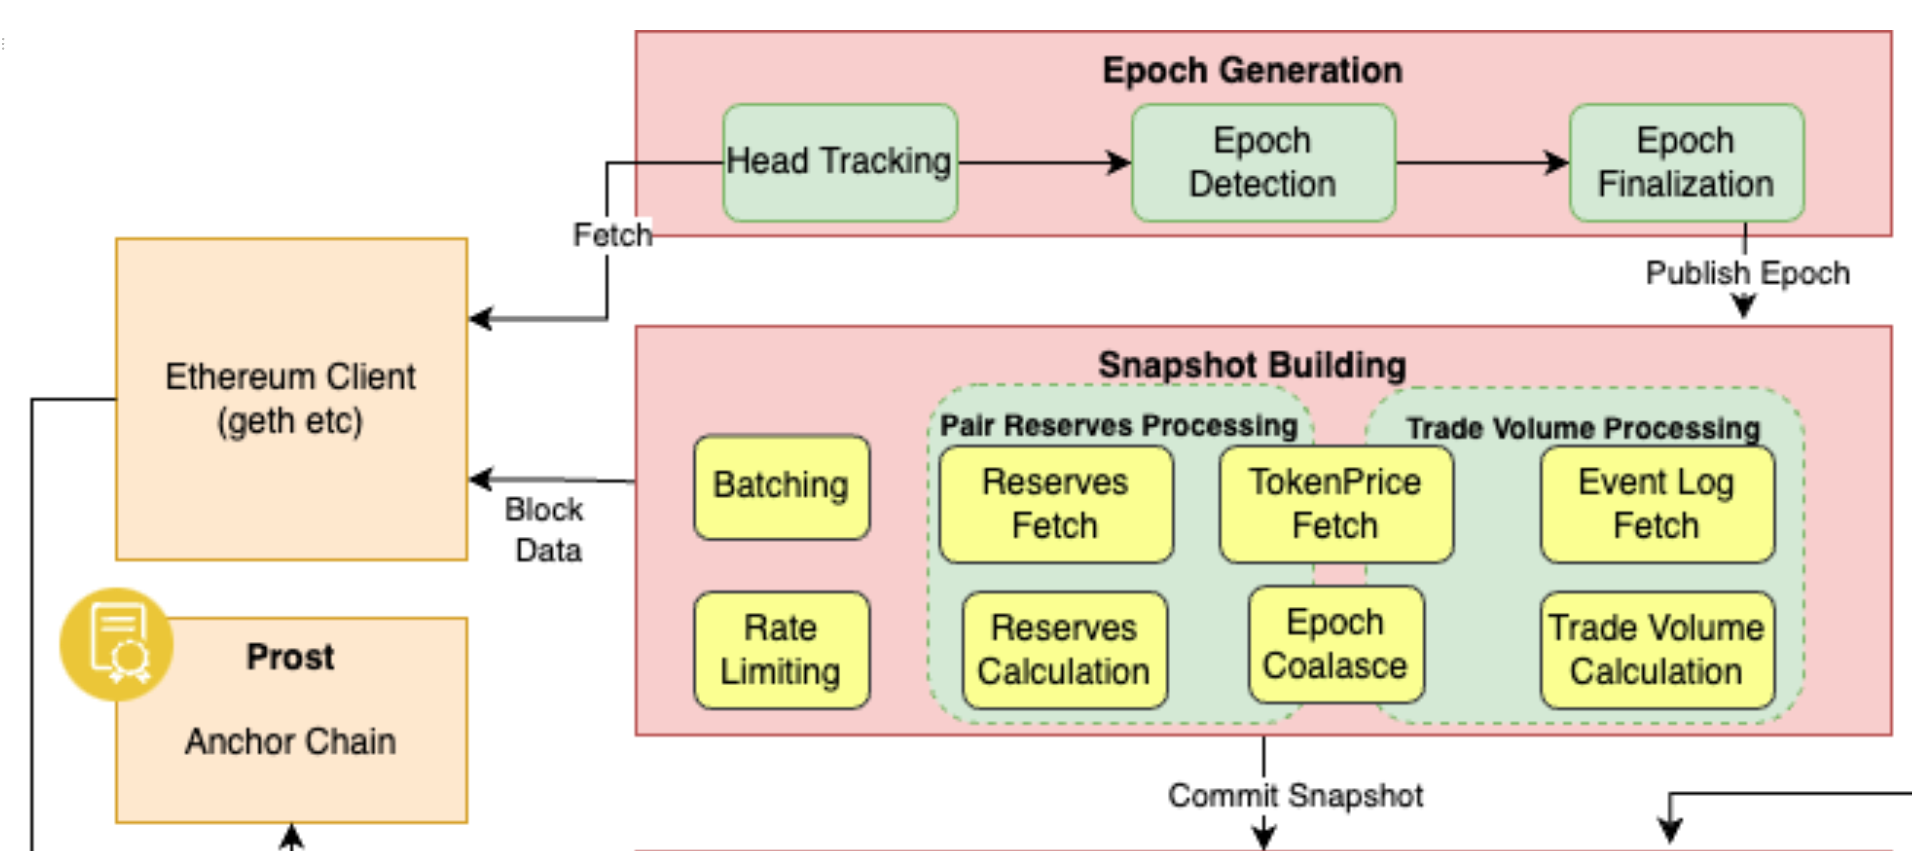 Epoch Generation
Head Tracking
Epoch
Detection
Epoch
Finalization
Fetch
Publish Epoch
Ethereum Client
(geth etc)
Snapshot Building
Pair Reserves Processing
Trade Volume Processing
Batching
Reserves
Fetch
TokenPrice
Fetch
Event Log
Fetch
Block
Data
Rate
Limiting
Reserves
Calculation
Epoch
Coalasce
Trade Volume
Calculation
Prost
Anchor Chain
Commit Snapshot